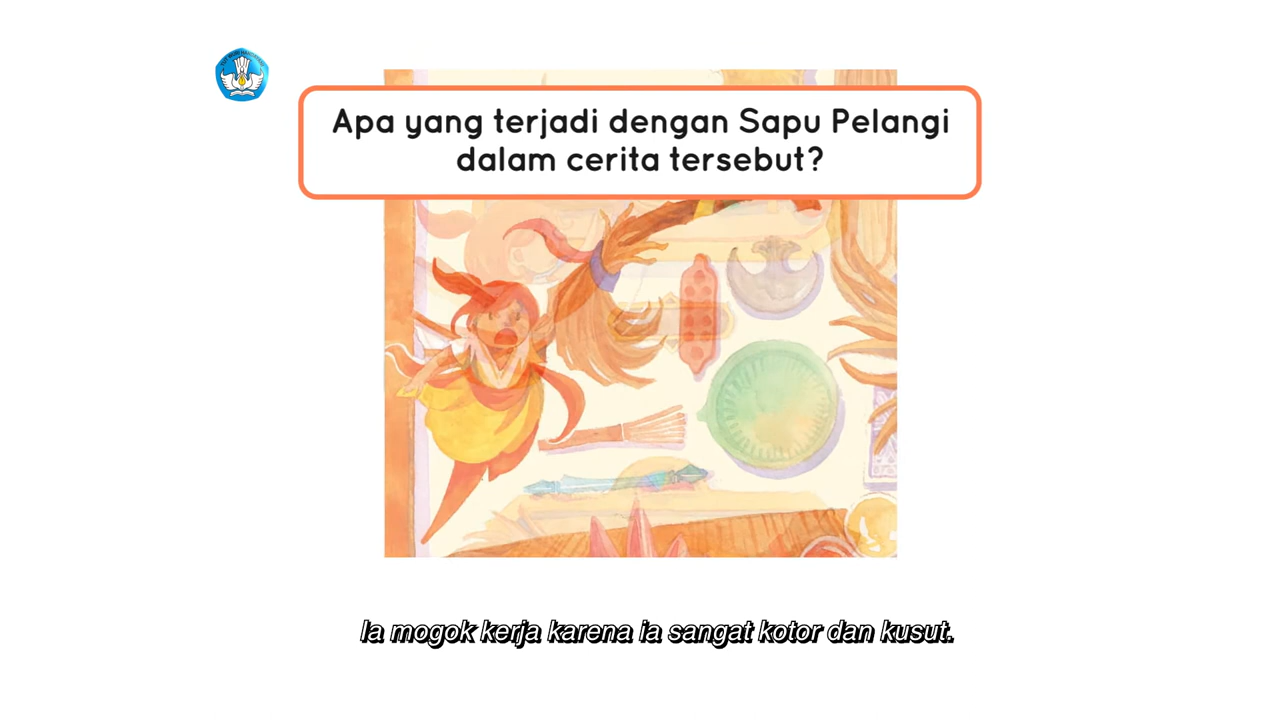 Apa yang terjadi dengan Sapu Pelangi
dalam cerita tersebut?
Ia mogok kerja karena ia sangat kotor dan kusut.